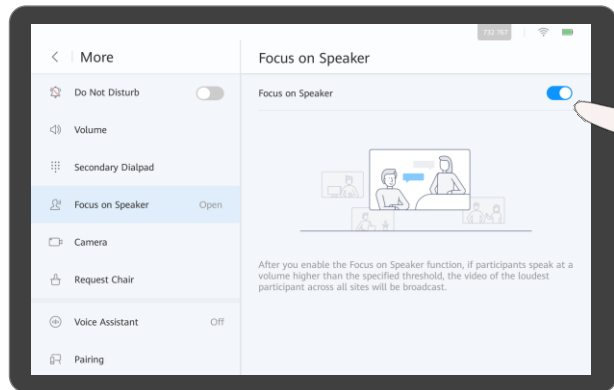 732 767
More
Focus on Speaker
Do Not Disturb
Focus on Speaker
Volume
Secondary Dialpad
Focus on Speaker Open
Camera
Request Chair
Voice Assistant Off
Pairing
After you enable the Focus on Speaker function, if participants speak at a
volume higher than the specified threshold, the video of the loudest
participant across all sites will be broadcast.